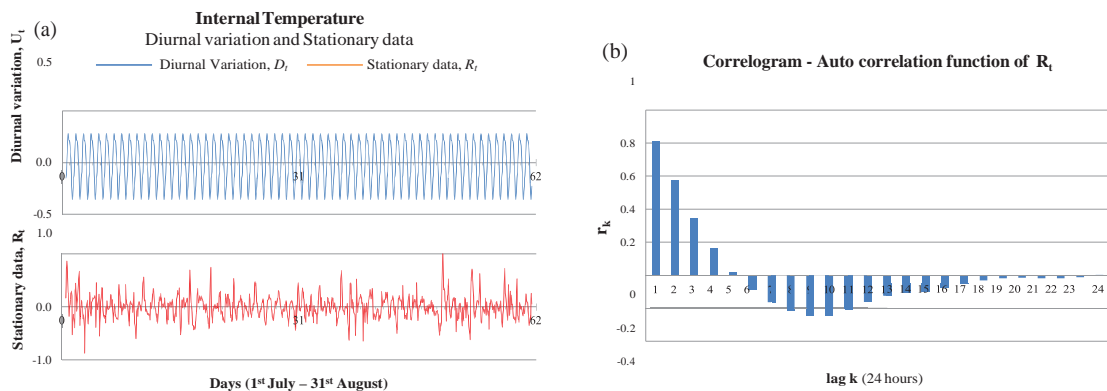 (a)
Internal Temperature
Diurnal variation and Stationary data
Diurnal Variation, Dt
Stationary data, Rt
Diurnal variation, Ut
0.5
0.0
-0.5
0
31
62
Stationary data, Rt
1.0
0.0
-1.0
0
31
62
Days (1st July – 31st August)
(b)
Correlogram - Auto correlation function of Rt
rk
1
0.8
0.6
0.4
0.2
0
-0.2
-0.4
1 2 3 4 5 6 7 8 9 10 11 12 13 14 15 16 17 18 19 20 21 22 23 24
lag k (24 hours)